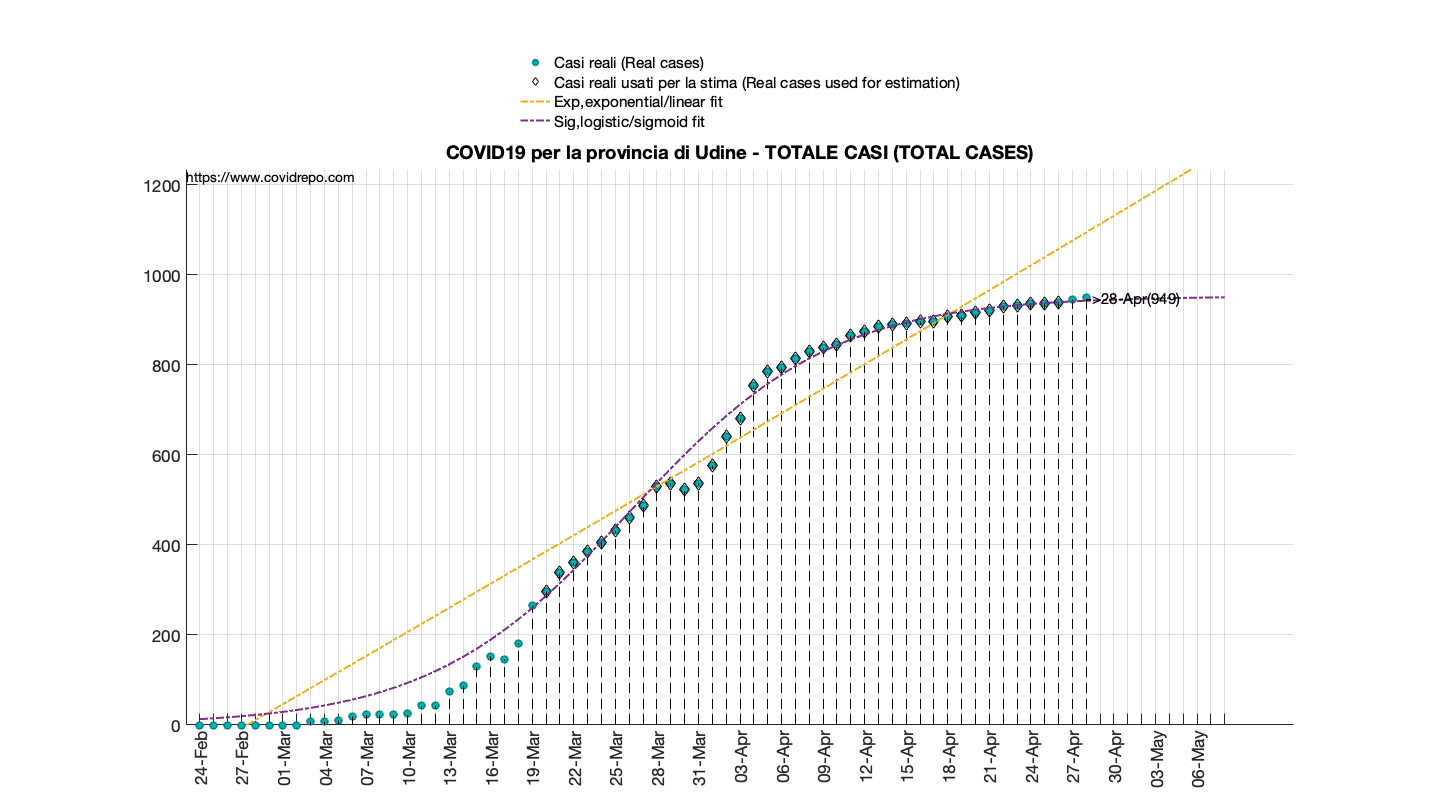 Casi reali (Real cases)
Casi reali usati per la stima (Real cases used for estimation)
Exp,exponential/linear fit
Sig,logistic/sigmoid fit
COVID19 per la provincia di Udine - TOTALE CASI (TOTAL CASES)
https://www.covidrepo.com
1200
1000
800
600
400
200
0
>28-Apr(949)
24-Feb
27-Feb
01-Mar
04-Mar
07-Mar
10-Mar
13-Mar
16-Mar
19-Mar
22-Mar
25-Mar
28-Mar
31-Mar
03-Apr
06-Apr
09-Apr
12-Apr
15-Apr
18-Apr
21-Apr
24-Apr
27-Apr
30-Apr
03-May
06-May